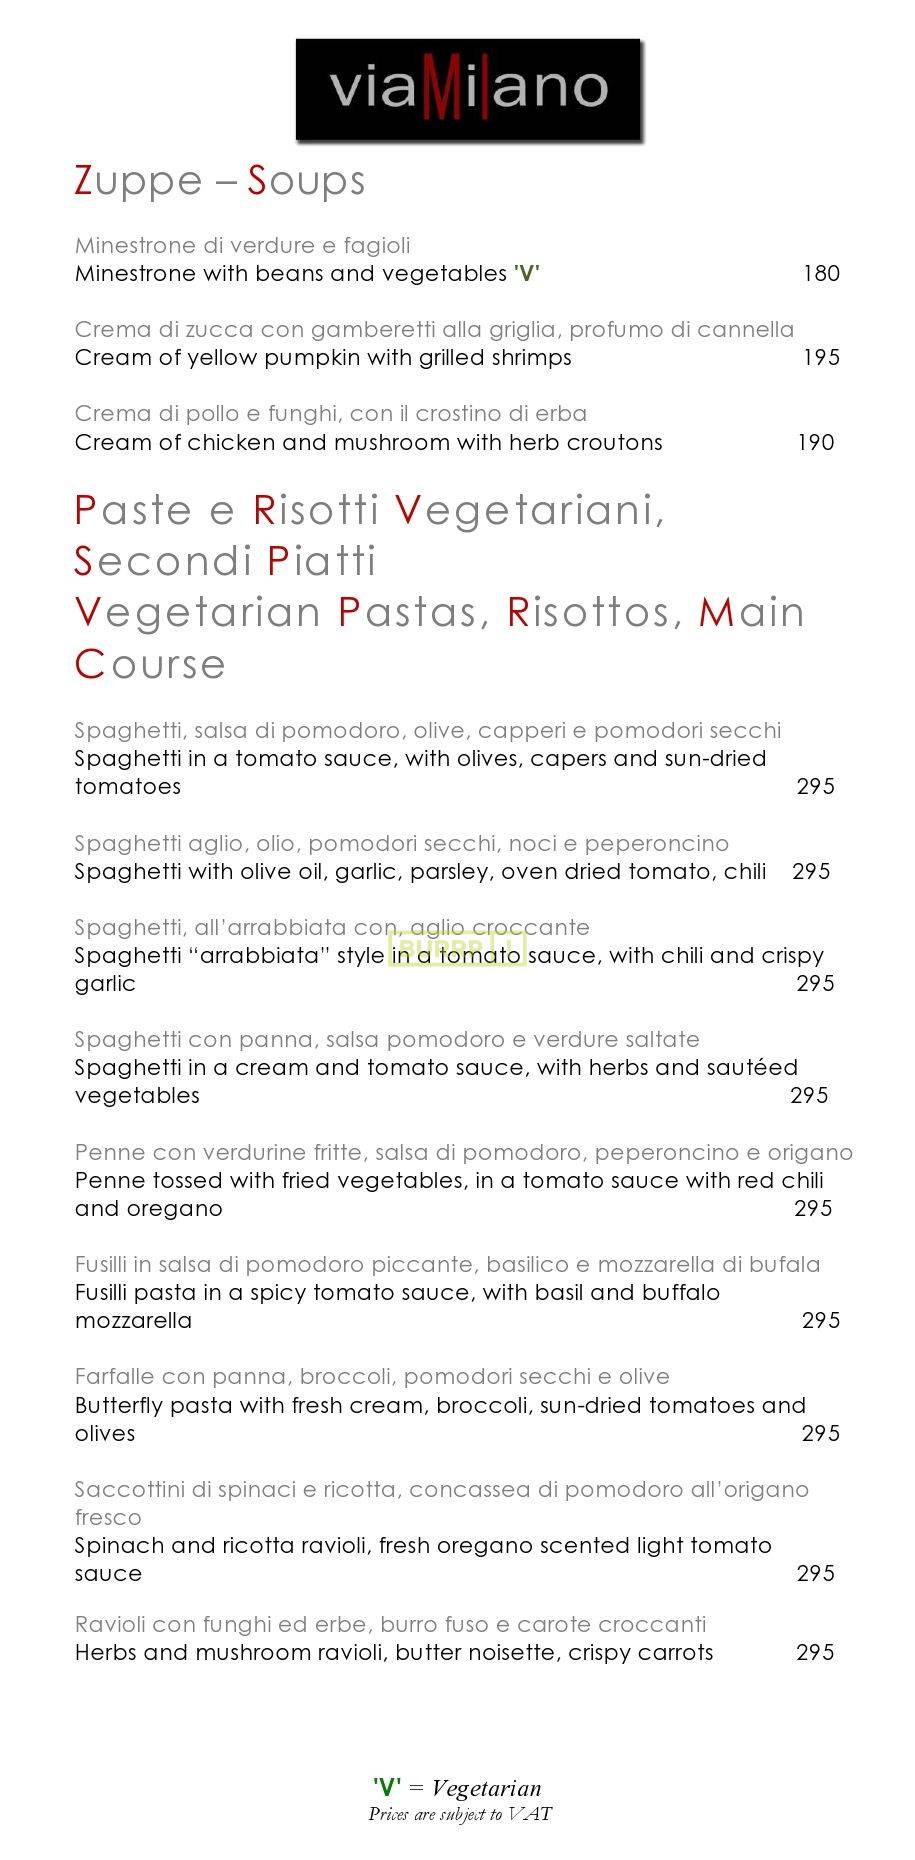 viaMilano
Zuppe – Soups
Minestrone di verdure e fagioli
Minestrone with beans and vegetables 'V' 180
Crema di zucca con gamberetti alla griglia, profumo di cannella
Cream of yellow pumpkin with grilled shrimps 195
Crema di pollo e funghi, con il crostino di erba
Cream of chicken and mushroom with herb croutons 190
Paste e Risotti Vegetariani,
Secondi Piatti
Vegetarian Pastas, Risottos, Main
Course
Spaghetti, salsa di pomodoro, olive, capperi e pomodori secchi
Spaghetti in a tomato sauce, with olives, capers and sun-dried
tomatoes 295
Spaghetti aglio, olio, pomodori secchi, noci e peperoncino
Spaghetti with olive oil, garlic, parsley, oven dried tomato, chili 295
Spaghetti, all'arrabbiata con, aglio croccante
BURRP!
Spaghetti “arrabbiata” style in a tomato sauce, with chili and crispy
garlic 295
Spaghetti con panna, salsa pomodoro e verdure saltate
Spaghetti in a cream and tomato sauce, with herbs and sautéed
vegetables 295
Penne con verdurine fritte, salsa di pomodoro, peperoncino e origano
Penne tossed with fried vegetables, in a tomato sauce with red chili
and oregano 295
Fusilli in salsa di pomodoro piccante, basilico e mozzarella di bufala
Fusilli pasta in a spicy tomato sauce, with basil and buffalo
mozzarella 295
Farfalle con panna, broccoli, pomodori secchi e olive
Butterfly pasta with fresh cream, broccoli, sun-dried tomatoes and
olives 295
Saccottini di spinaci e ricotta, concassea di pomodoro all'origano
fresco
Spinach and ricotta ravioli, fresh oregano scented light tomato
sauce 295
Ravioli con funghi ed erbe, burro fuso e carote croccanti
Herbs and mushroom ravioli, butter noisette, crispy carrots 295
'V' = Vegetarian
Prices are subject to VAT